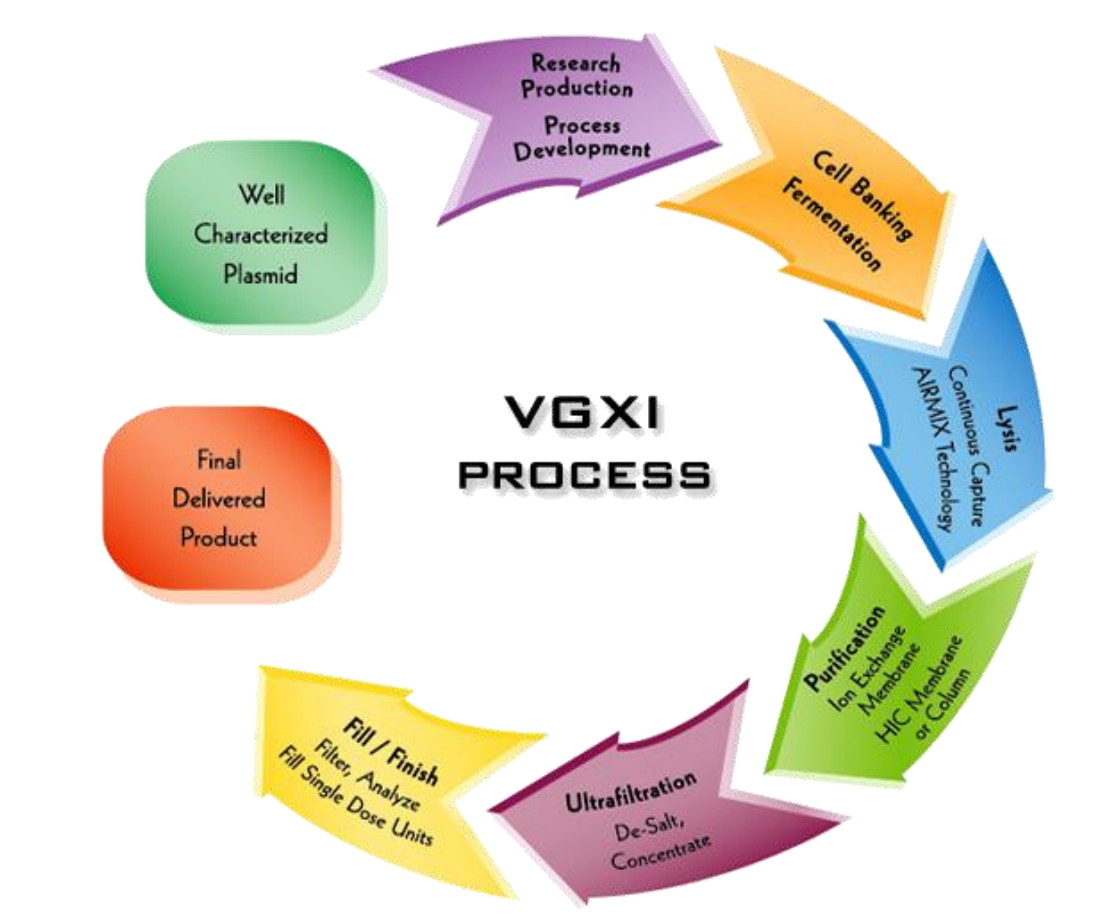 Research
Production
Process
Development
Cell Banking
Fermentation
Lysis
Continuous Capture
AIRMIX Technology
Purification
Ion Exchange
Membrane
HIC Membrane
or Column
Ultrafiltration
De-Salt,
Concentrate
Fill / Finish
Filter, Analyze
Fill Single Dose Units
Final
Delivered
Product
Well
Characterized
Plasmid
VGXI
PROCESS